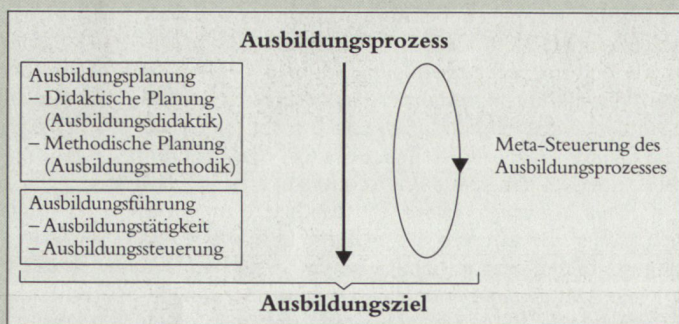 Ausbildungsprozess
Ausbildungsplanung
– Didaktische Planung
(Ausbildungsdidaktik)
– Methodische Planung
(Ausbildungsmethodik)
Ausbildungsführung
– Ausbildungstätigkeit
– Ausbildungssteuerung
Meta-Steuerung des
Ausbildungsprozesses
Ausbildungsziel